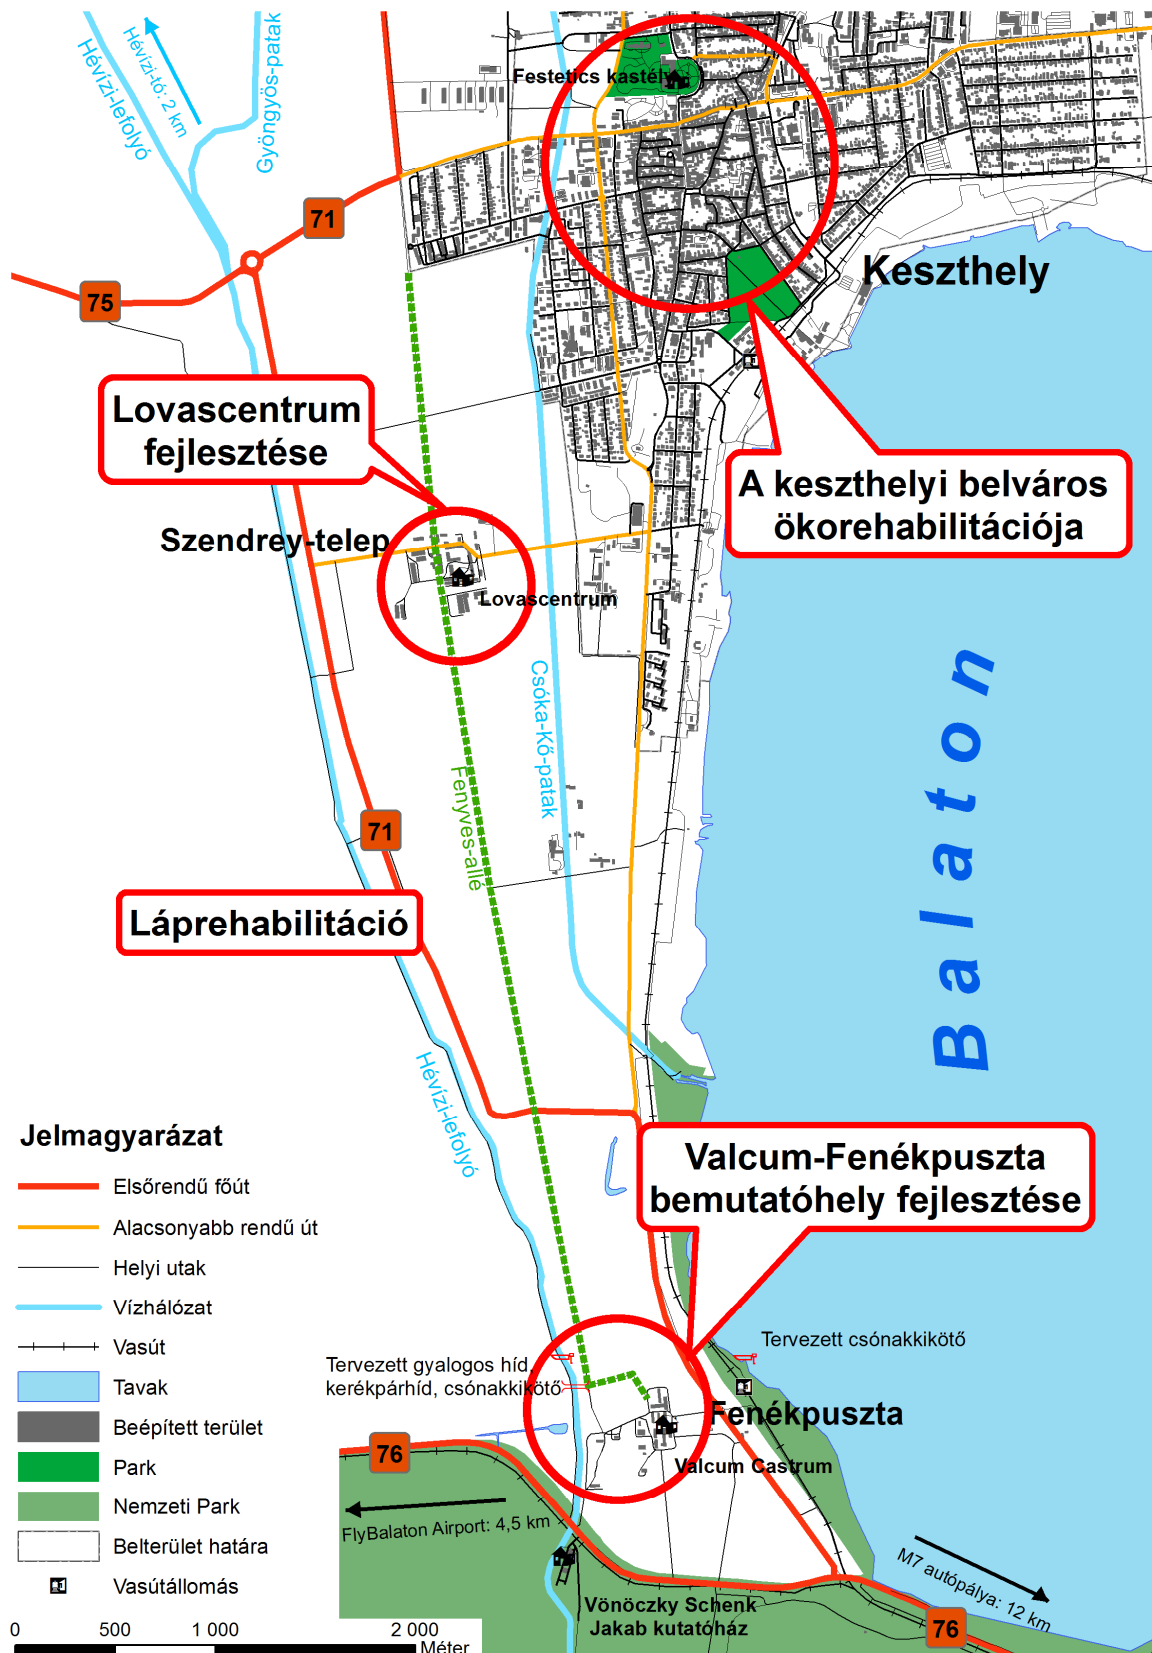 Hévízi-lefolyó
Hévízi-tó: 2 km
Gyöngyös-patak
Festetics kastély
71
75
Keszthely
Lovascentrum
fejlesztése
A keszthelyi belváros
ökorehabilitációja
Szendrey-telep
Lovascentrum
Csóka-Kő-patak
Fenyves-allé
Balaton
71
Láprehabilitáció
Hévízi-lefolyó
Valcum-Fenékpuszta
bemutatóhely fejlesztése
Tervezett csónakkikötő
Tervezett gyalogos híd,
kerékpárhíd, csónakkikötő
Fenékpuszta
Valcum Castrum
76
FlyBalaton Airport: 4,5 km
M7 autópálya: 12 km
Vönöczky Schenk
Jakab kutatóház
76
Jelmagyarázat
Elsőrendű főút
Alacsonyabb rendű út
Helyi utak
Vízhálózat
Vasút
Tavak
Beépített terület
Park
Nemzeti Park
Belterület határa
Vasútállomás
0 500 1 000 2 000
Méter